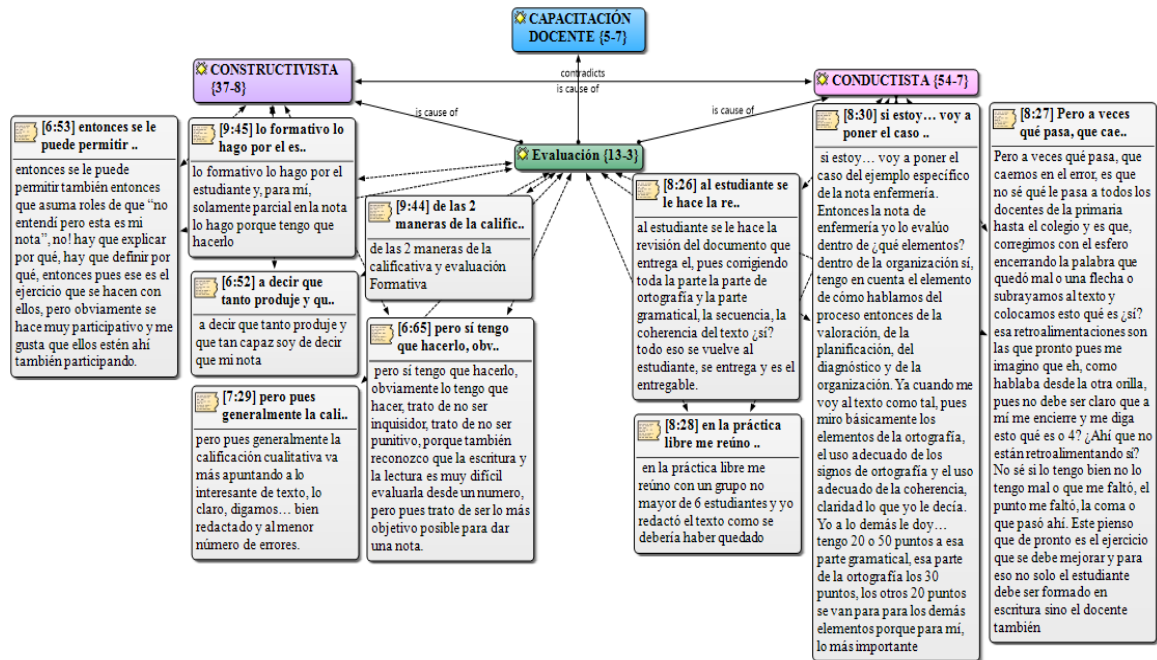 CAPACITACIÓN
DOCENTE {5-7}
CONSTRUCTIVISTA
{37-8}
contradicts
is cause of
CONDUCTISTA {54-7}
is cause of
is cause of
Evaluación {13-3}
[6:53] entonces se le
puede permitir ..
entonces se le puede
permitir también entonces
que asuma roles de que “no
entendí pero esta es mi
nota”, no! hay que explicar
por qué, hay que definir por
qué, entonces pues ese es el
ejercicio que se hacen con
ellos, pero obviamente se
hace muy participativo y me
gusta que ellos estén ahí
también participando.
[9:45] lo formativo lo
hago por el es..
lo formativo lo hago por el
estudiante y, para mí,
solamente parcial en la nota
lo hago porque tengo que
hacerlo
[6:52] a decir que
tanto produje y qu..
a decir que tanto produje y
que tan capaz soy de decir
que mi nota
[7:29] pero pues
generalmente la cali..
pero pues generalmente la
calificación cualitativa va
más apuntando a lo
interesante de texto, lo
claro, digamos… bien
redactado y al menor
número de errores.
[9:44] de las 2
maneras de la calific..
de las 2 maneras de la
calificativa y evaluación
Formativa
[6:65] pero sí tengo
que hacerlo, obv..
pero sí tengo que hacerlo,
obviamente lo tengo que
hacer, trato de no ser
inquisidor, trato de no ser
punitivo, porque también
reconozco que la escritura y
la lectura es muy difícil
evaluarla desde un numero,
pero pues trato de ser lo más
objetivo posible para dar
una nota.
[8:26] al estudiante se
le hace la re..
al estudiante se le hace la
revisión del documento que
entrega el, pues corrigiendo
toda la parte la parte de
ortografía y la parte
gramatical, la secuencia, la
coherencia del texto ¿sí?
todo eso se vuelve al
estudiante, se entrega y es el
entregable.
[8:28] en la práctica
libre me reúno ..
en la práctica libre me
reúno con un grupo no
mayor de 6 estudiantes y yo
redactó el texto como se
debería haber quedado
[8:30] si estoy… voy a
poner el caso ..
si estoy… voy a poner el
caso del ejemplo específico
de la nota enfermería.
Entonces la nota de
enfermería yo lo evalúo
dentro de ¿qué elementos?
dentro de la organización sí,
tengo en cuenta el elemento
de cómo hablamos del
proceso entonces de la
valoración, de la
planificación, del
diagnóstico y de la
organización. Ya cuando me
voy al texto como tal, pues
miro básicamente los
elementos de la ortografía,
el uso adecuado de los
signos de ortografía y el uso
adecuado de la coherencia,
claridad lo que yo le decía.
Yo a lo demás le doy…
tengo 20 o 50 puntos a esa
parte gramatical, esa parte
de la ortografía los 30
puntos, los otros 20 puntos
se van para para los demás
elementos porque para mí,
lo más importante
[8:27] Pero a veces
qué pasa, que cae..
Pero a veces qué pasa, que
caemos en el error, es que
no sé qué le pasa a todos los
docentes de la primaria
hasta el colegio y es que,
corregimos con el esfero
encerrando la palabra que
quedó mal o una flecha o
subrayamos al texto y
colocamos esto qué es ¿sí?
esa retroalimentaciones son
las que pronto pues me
imagino que eh, como
hablaba desde la otra orilla,
pues no debe ser claro que a
mí me encierre y me diga
esto qué es o 4? ¿Ahí que no
están retroalimentando sí?
No sé si lo tengo bien no lo
tengo mal o que me faltó, el
punto me faltó, la coma o
que pasó ahí. Este pienso
que de pronto es el ejercicio
que se debe mejorar y para
eso no solo el estudiante
debe ser formado en
escritura sino el docente
también